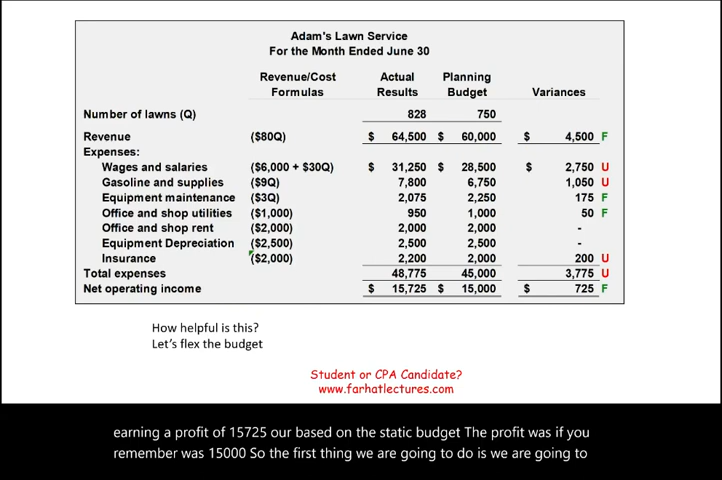 Adam's Lawn Service
For the Month Ended June 30
Revenue/Cost Actual Planning
Formulas Results Budget Variances
Number of lawns (Q) 828 750
Revenue ($80Q) $ 64,500 $ 60,000 $ 4,500 F
Expenses:
Wages and salaries ($6,000 + $30Q) $ 31,250 $ 28,500 $ 2,750 U
Gasoline and supplies ($9Q) 7,800 6,750 1,050 U
Equipment maintenance ($3Q) 2,075 2,250 175 F
Office and shop utilities ($1,000) 950 1,000 50 F
Office and shop rent ($2,000) 2,000 2,000 -
Equipment Depreciation ($2,500) 2,500 2,500 -
Insurance ($2,000) 2,200 2,000 200 U
Total expenses 48,775 45,000 3,775 U
Net operating income $ 15,725 $ 15,000 $ 725 F
How helpful is this?
Let's flex the budget
Student or CPA Candidate?
www.farhatlectures.com
earning a profit of 15725 our based on the static budget The profit was if you
remember was 15000 So the first thing we are going to do is we are going to